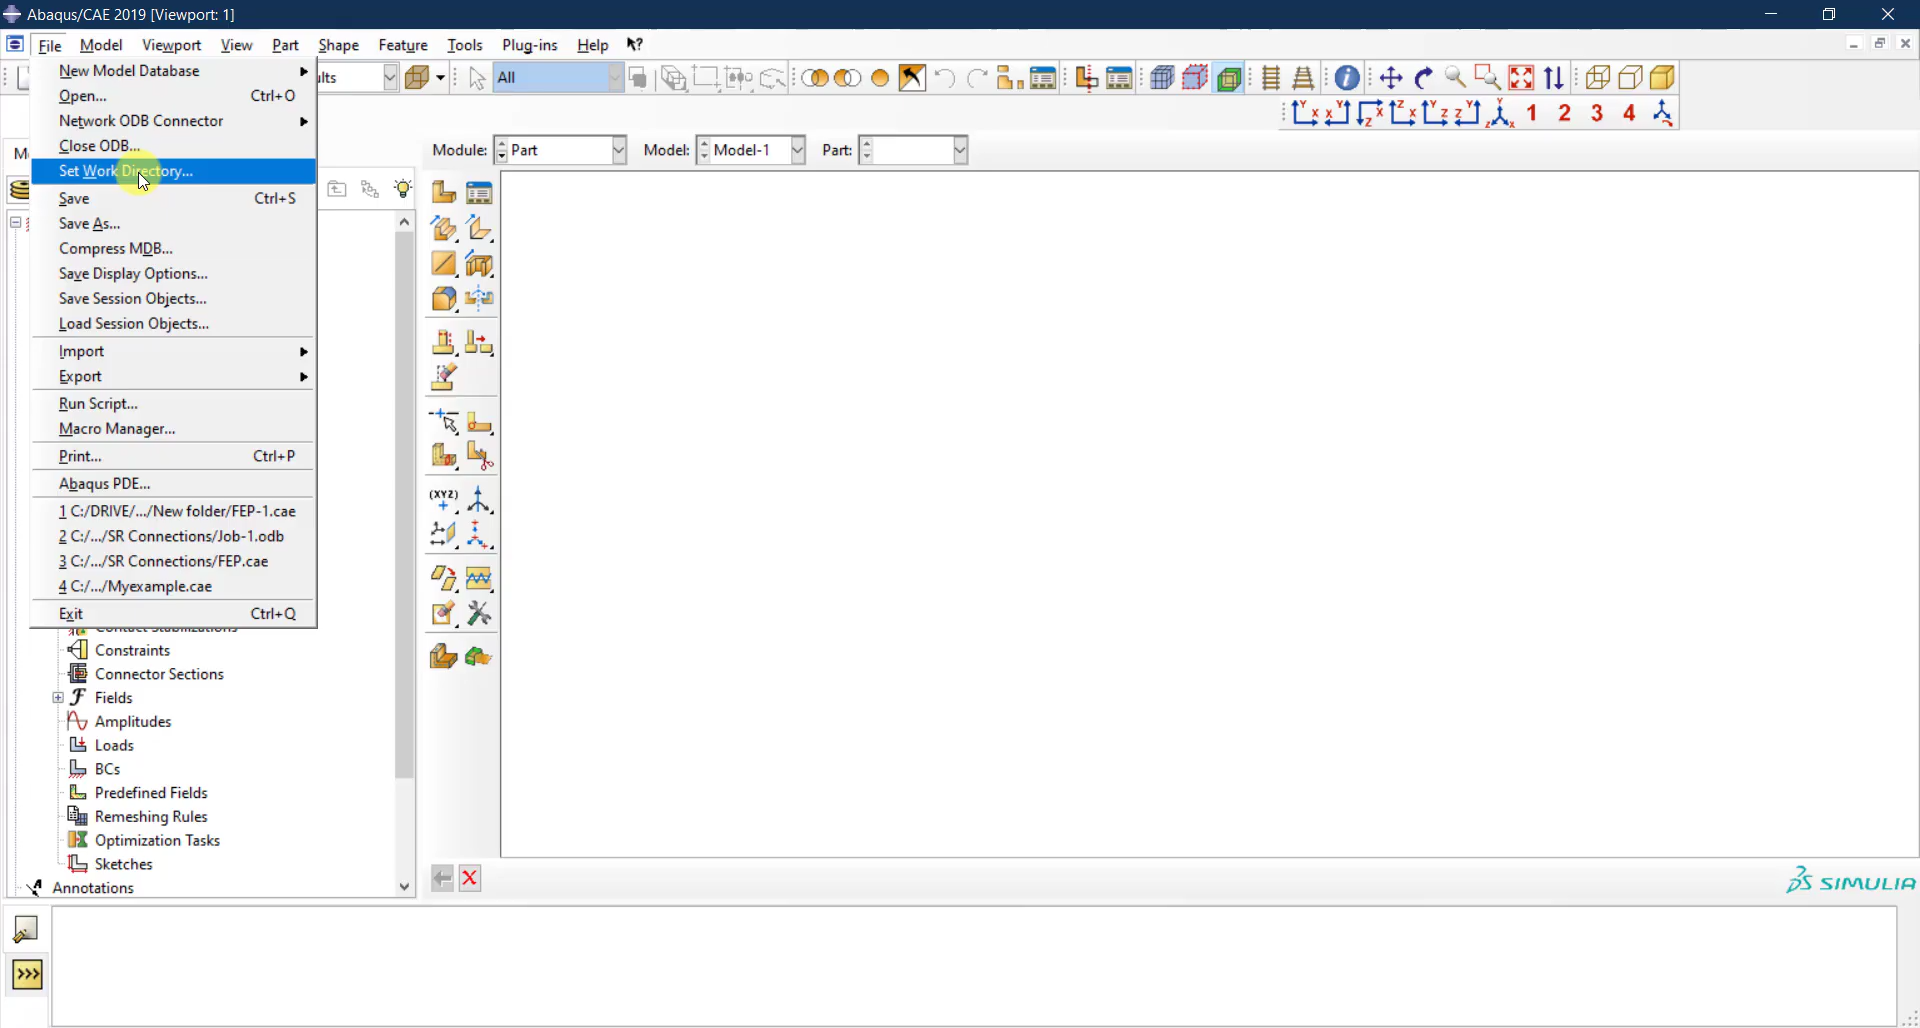 Abaqus/CAE 2019 [Viewport: 1]
File Model Viewport View Part Shape Feature Tools Plug-ins Help
All
1 2 3 4
Module: Part Model: Model-1 Part:
New Model Database
Open... Ctrl+O
Network ODB Connector
Close ODB...
Set Work Directory...
Save Ctrl+S
Save As...
Compress MDB...
Save Display Options...
Save Session Objects...
Load Session Objects...
Import
Export
Run Script...
Macro Manager...
Print... Ctrl+P
Abaqus PDE...
1 C:/DRIVE/.../New folder/FEP-1.cae
2 C:/.../SR Connections/Job-1.odb
3 C:/.../SR Connections/FEP.cae
4 C:/.../Myexample.cae
Exit Ctrl+Q
(XYZ)
Constraints
Connector Sections
Fields
Amplitudes
Loads
BCs
Predefined Fields
Remeshing Rules
Optimization Tasks
Sketches
Annotations
SIMULIA
>>>